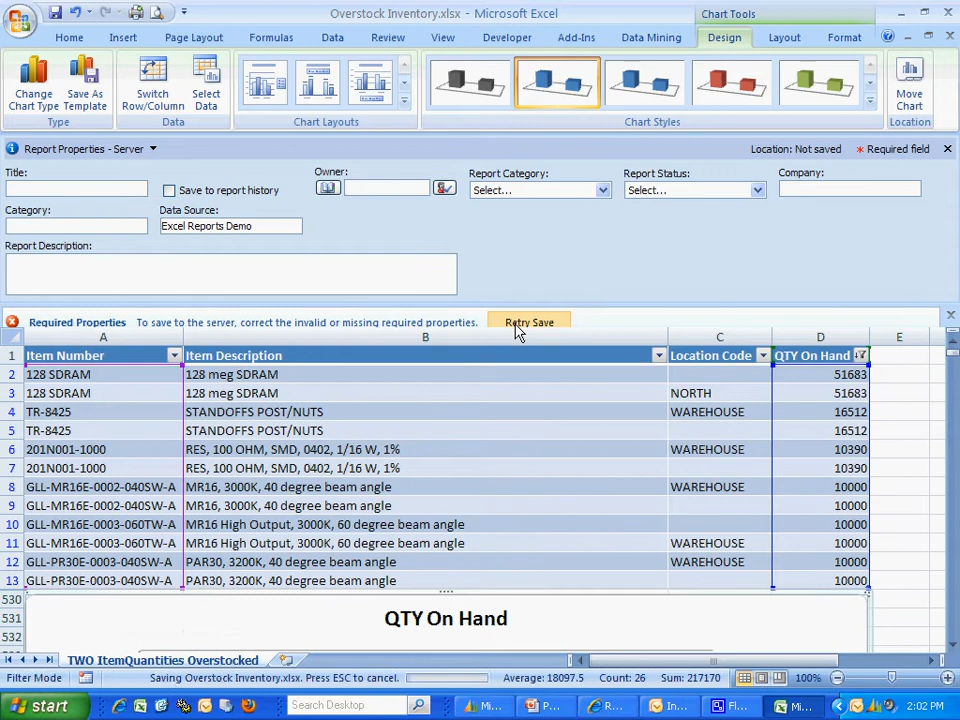 Overstock Inventory.xlsx - Microsoft Excel
Chart Tools
Home Insert Page Layout Formulas Data Review View Developer Add-Ins Data Mining Design Layout Format
Change Chart Type
Save As Template
Switch Row/Column
Select Data
Move Chart
Type Data Chart Layouts Chart Styles Location
Report Properties - Server
Location: Not saved * Required field
Title:
Save to report history
Owner:
Report Category:
Select...
Report Status:
Select...
Company:
Category:
Data Source:
Excel Reports Demo
Report Description:
Required Properties To save to the server, correct the invalid or missing required properties. Retry Save
A B C D E
1 Item Number Item Description Location Code QTY On Hand
2 128 SDRAM 128 meg SDRAM 51683
3 128 SDRAM 128 meg SDRAM NORTH 51683
4 TR-8425 STANDOFFS POST/NUTS WAREHOUSE 16512
5 TR-8425 STANDOFFS POST/NUTS 16512
6 201N001-1000 RES, 100 OHM, SMD, 0402, 1/16 W, 1% WAREHOUSE 10390
7 201N001-1000 RES, 100 OHM, SMD, 0402, 1/16 W, 1% 10390
8 GLL-MR16E-0002-040SW-A MR16, 3000K, 40 degree beam angle WAREHOUSE 10000
9 GLL-MR16E-0002-040SW-A MR16, 3000K, 40 degree beam angle 10000
10 GLL-MR16E-0003-060TW-A MR16 High Output, 3000K, 60 degree beam angle 10000
11 GLL-MR16E-0003-060TW-A MR16 High Output, 3000K, 60 degree beam angle WAREHOUSE 10000
12 GLL-PR30E-0003-040SW-A PAR30, 3200K, 40 degree beam angle WAREHOUSE 10000
13 GLL-PR30E-0003-040SW-A PAR30, 3200K, 40 degree beam angle 10000
530
531 QTY On Hand
532
TWO ItemQuantities Overstocked
Filter Mode Saving Overstock Inventory.xlsx. Press ESC to cancel. Average: 18097.5 Count: 26 Sum: 217170 100%
start Search Desktop Mi... P... R... In... Fl... Mi... 2:02 PM